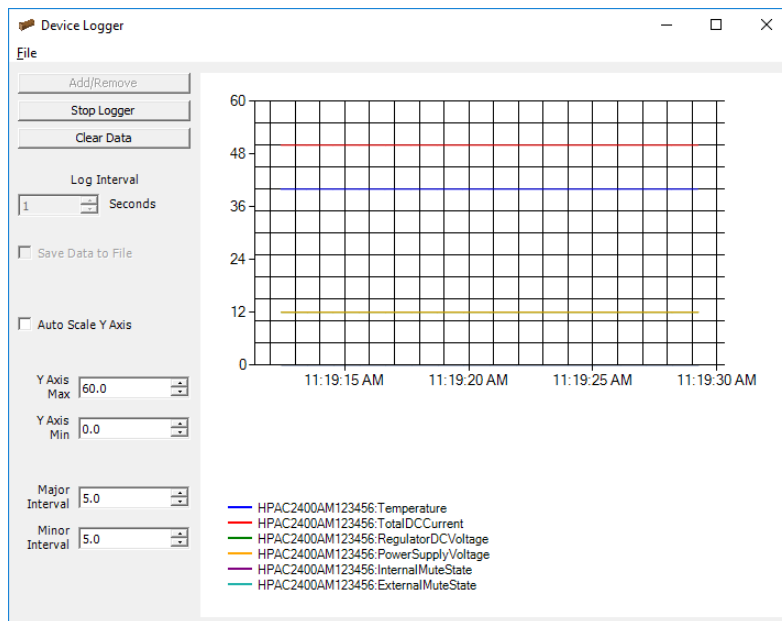 Device Logger
File
Add/Remove
Stop Logger
Clear Data
Log Interval
1 Seconds
Save Data to File
Auto Scale Y Axis
Y Axis
Max 60.0
Y Axis
Min 0.0
Major
Interval 5.0
Minor
Interval 5.0
60
48
36
24
12
0
11:19:15 AM 11:19:20 AM 11:19:25 AM 11:19:30 AM
HPAC2400AM123456:Temperature
HPAC2400AM123456:TotalDCCurrent
HPAC2400AM123456:RegulatorDCVoltage
HPAC2400AM123456:PowerSupplyVoltage
HPAC2400AM123456:InternalMuteState
HPAC2400AM123456:ExternalMuteState